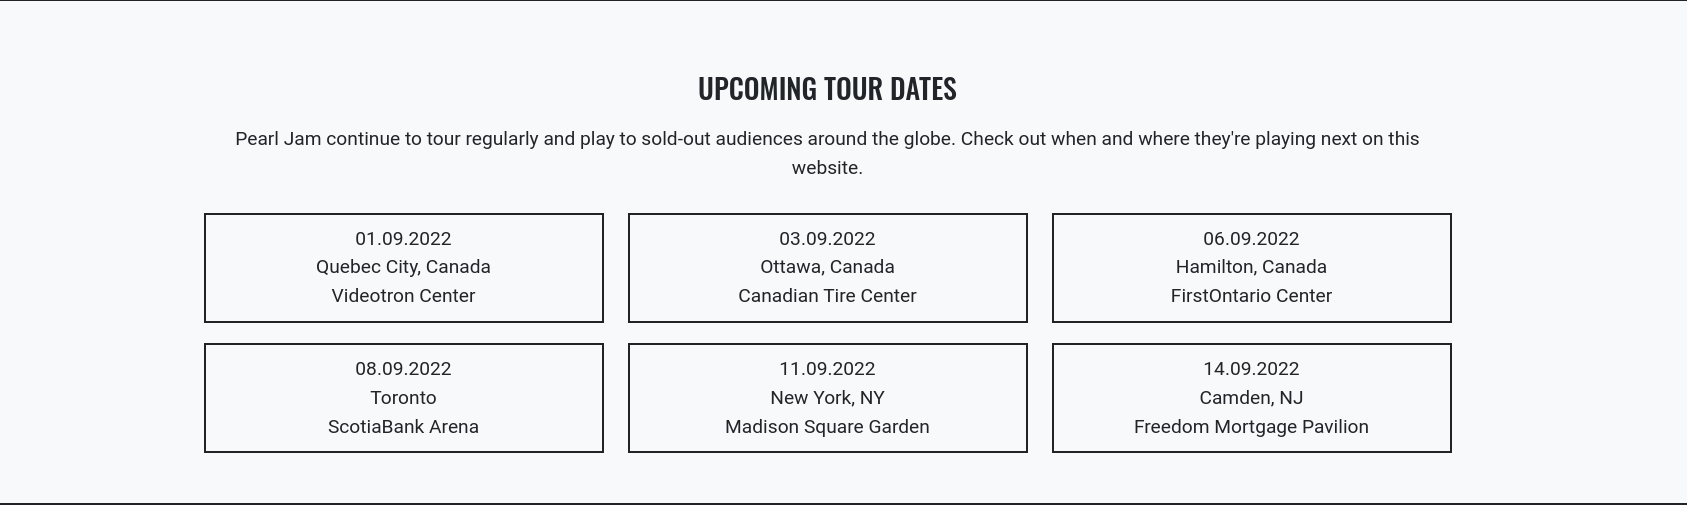 UPCOMING TOUR DATES
Pearl Jam continue to tour regularly and play to sold-out audiences around the globe. Check out when and where they're playing next on this
website.
01.09.2022
Quebec City, Canada
Videotron Center
03.09.2022
Ottawa, Canada
Canadian Tire Center
06.09.2022
Hamilton, Canada
FirstOntario Center
08.09.2022
Toronto
ScotiaBank Arena
11.09.2022
New York, NY
Madison Square Garden
14.09.2022
Camden, NJ
Freedom Mortgage Pavilion